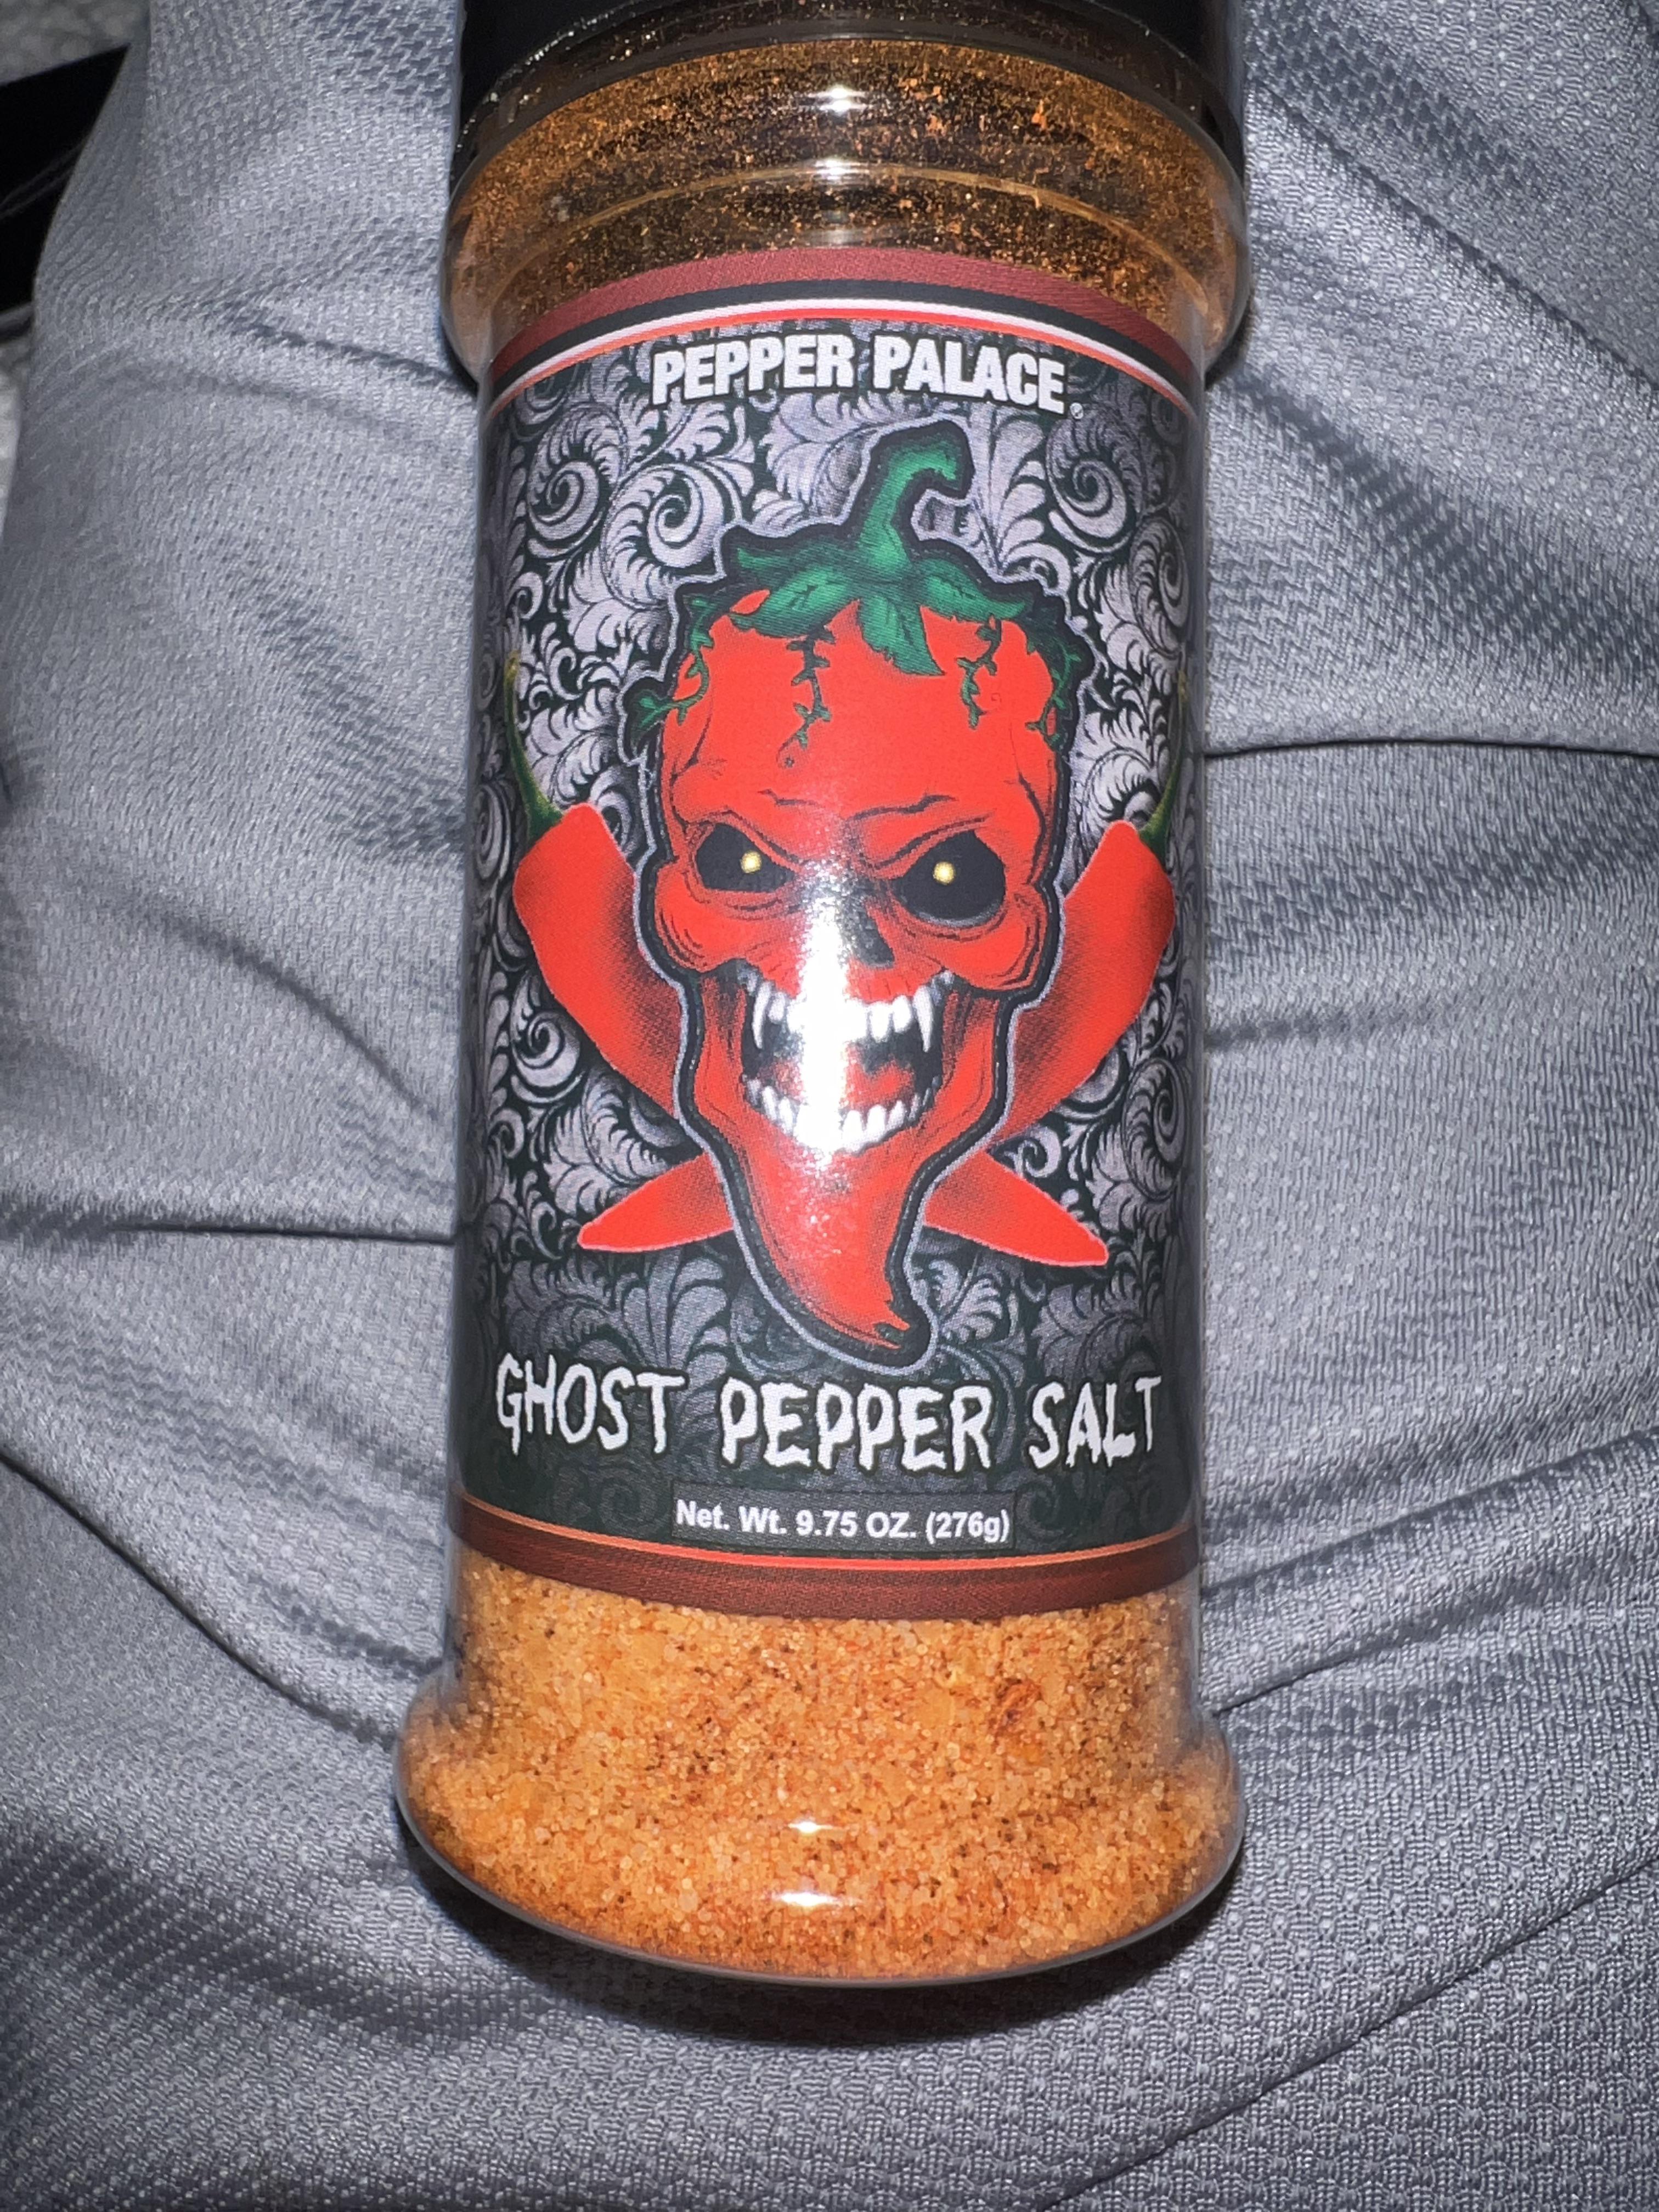 PEPPER PALACE®
GHOST PEPPER SALT
Net. Wt. 9.75 OZ. (276g)